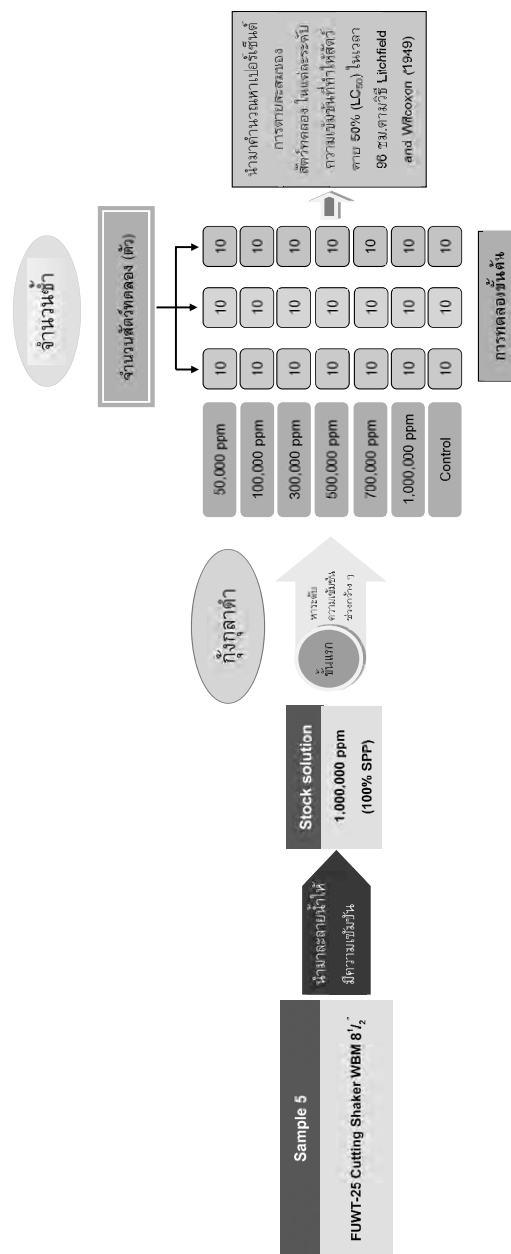 Sample 5
FUWT-25 Cutting Shaker WBM 8 1/2"
นำมาละลายน้ำให้
มีความเข้มข้น
Stock solution
1,000,000 ppm
(100% SPP)
กุ้งกุลาดำ
ขั้นแรก
หาระดับ
ความเข้มข้น
ช่วงกว้าง ๆ
จำนวนซ้ำ
จำนวนสัตว์ทดลอง (ตัว)
50,000 ppm 10 10 10
100,000 ppm 10 10 10
300,000 ppm 10 10 10
500,000 ppm 10 10 10
700,000 ppm 10 10 10
1,000,000 ppm 10 10 10
Control 10 10 10
การทดลองขั้นต้น
นำมาคำนวณหาเปอร์เซ็นต์
การตายสะสมของ
สัตว์ทดลอง ในแต่ละระดับ
ความเข้มข้นที่ทำให้สัตว์
ตาย 50% (LC50) ในเวลา
96 ชม.ตามวิธี Litchfield
and Wilcoxon (1949)